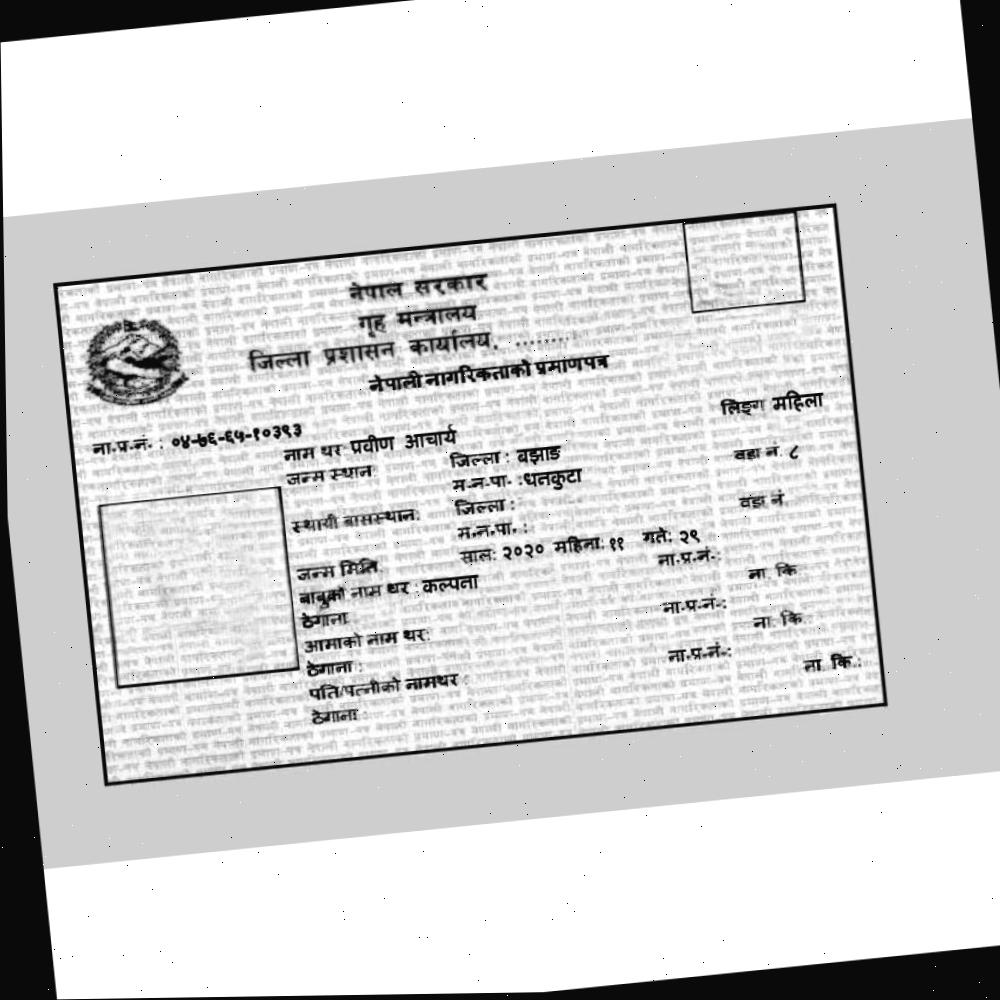 नेपाल सरकार
गृह मन्त्रालय
जिल्ला प्रशासन कार्यालय, .........
नेपाली नागरिकताको प्रमाणपत्र
लिङ्ग महिला
ना.प्र.नं. : ०४-७६-६५-१०३९३
नाम थर प्रवीण आचार्य
जन्म स्थान: जिल्ला : बझाङ वडा नं. ८
म.न.पा. :धनकुटा
स्थायी बासस्थान: जिल्ला : वडा नं.
म.न.पा. :
जन्म मिति: साल: २०२० महिना: ११ गते: २९
बाबुको नाम थर : कल्पना ना.प्र.नं.:
ठेगाना : ना. कि.
आमाको नाम थर: ना.प्र.नं.:
ठेगाना : ना. कि.:
पति/पत्नीको नामथर : ना.प्र.नं.:
ठेगाना : ना. कि.: